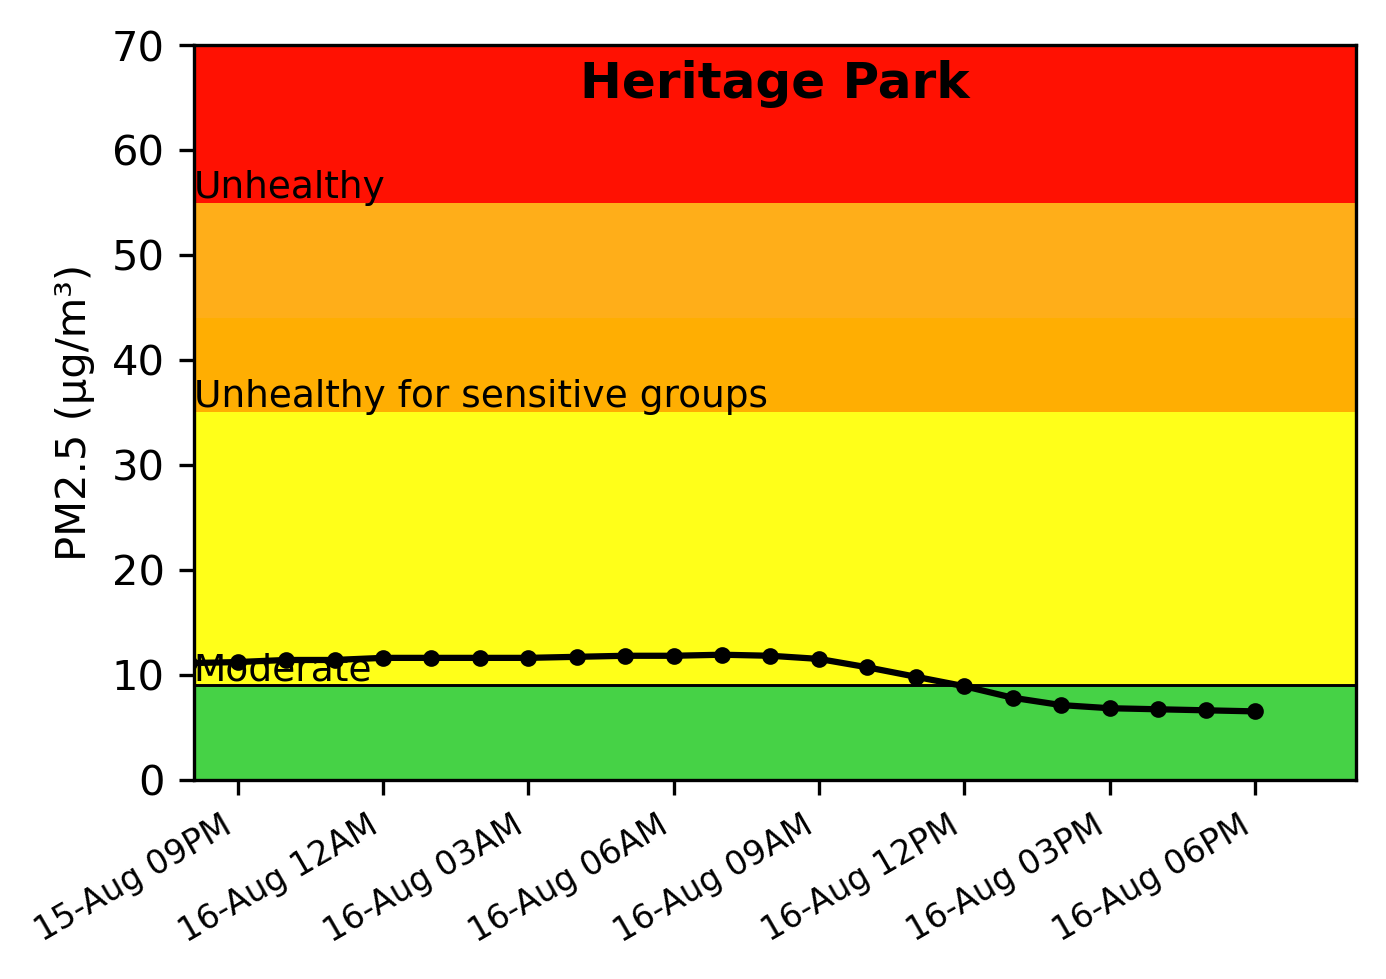 Heritage Park
PM2.5 (µg/m³)
70
60
50
40
30
20
10
0
Unhealthy
Unhealthy for sensitive groups
Moderate
15-Aug 09PM
16-Aug 12AM
16-Aug 03AM
16-Aug 06AM
16-Aug 09AM
16-Aug 12PM
16-Aug 03PM
16-Aug 06PM